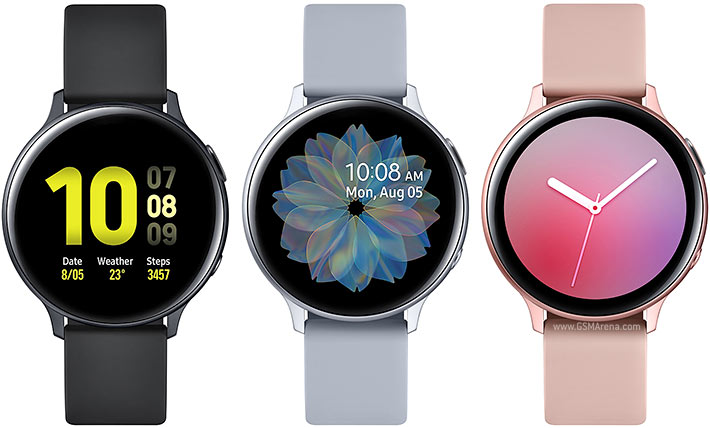 10
07
08
09
Date Weather Steps
8/05 23° 3457
10:08 AM
Mon, Aug 05
www.GSMArena.com